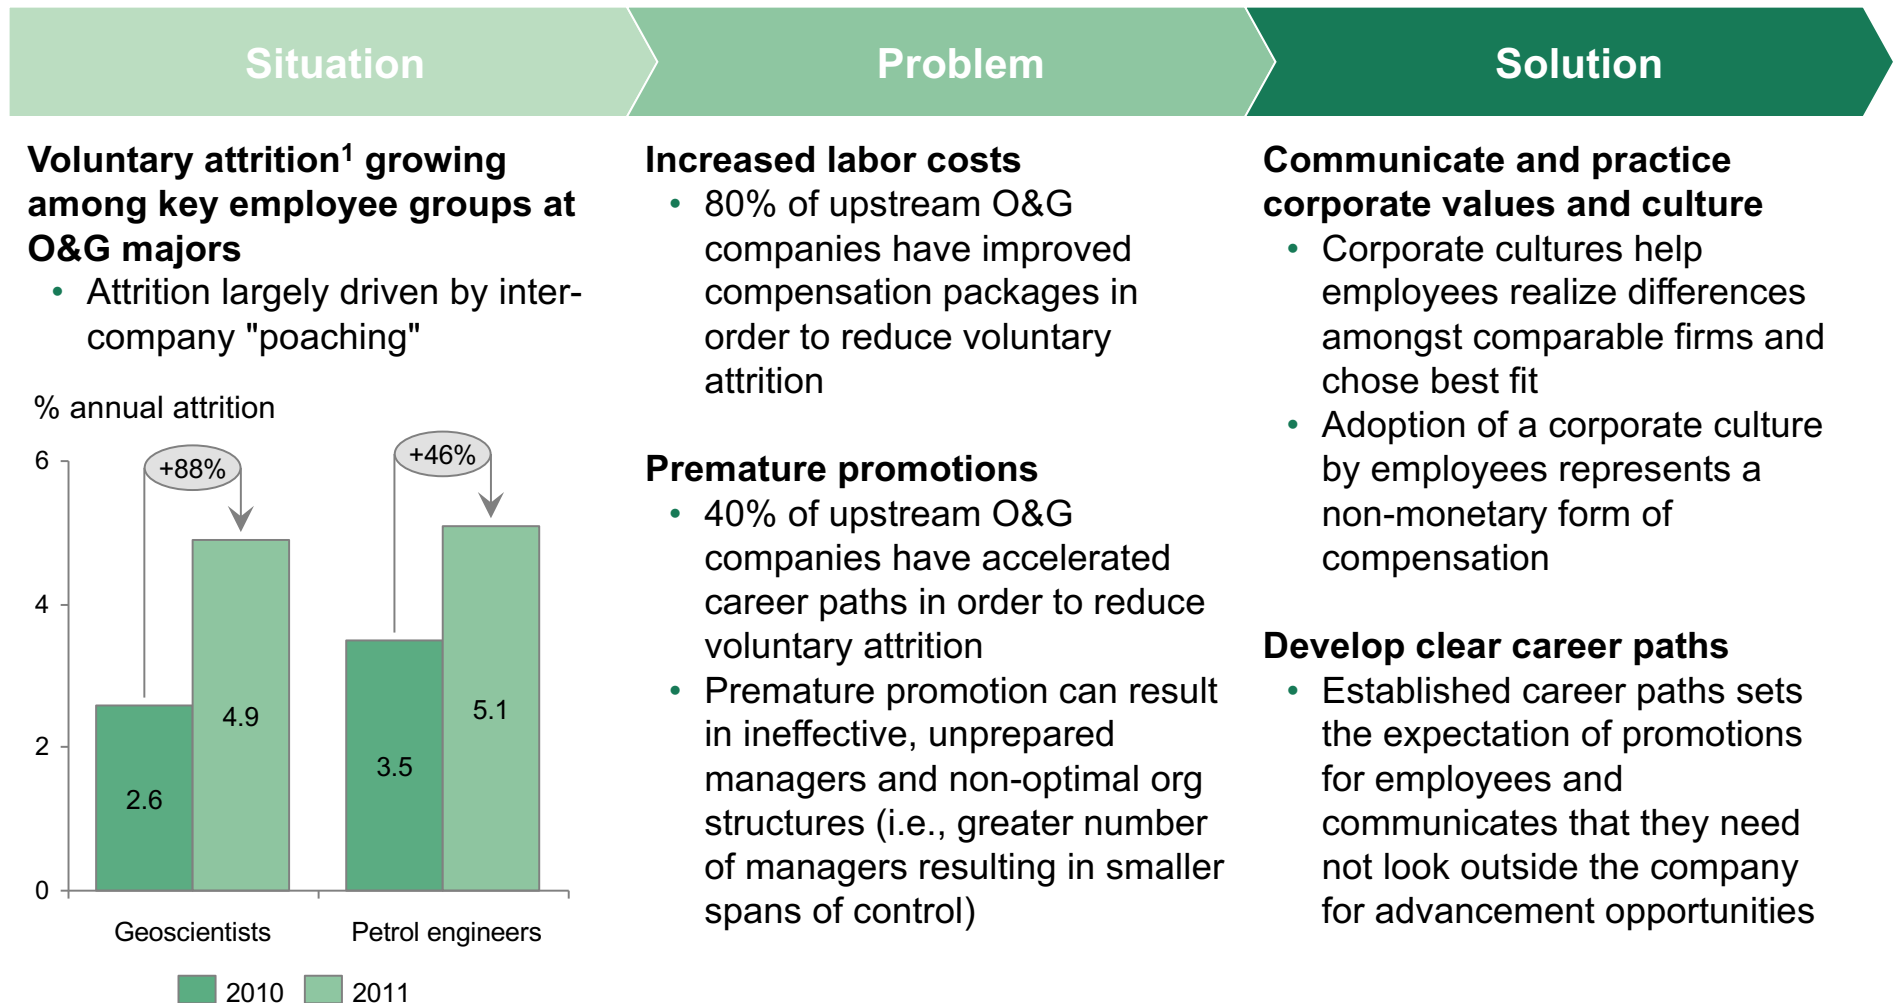 Situation
Problem
Solution
Voluntary attrition¹ growing
among key employee groups at
O&G majors
• Attrition largely driven by inter-
company "poaching"
% annual attrition
+88%
+46%
6
4
2
0
2.6
4.9
3.5
5.1
Geoscientists
Petrol engineers
2010
2011
Increased labor costs
• 80% of upstream O&G
companies have improved
compensation packages in
order to reduce voluntary
attrition
Premature promotions
• 40% of upstream O&G
companies have accelerated
career paths in order to reduce
voluntary attrition
• Premature promotion can result
in ineffective, unprepared
managers and non-optimal org
structures (i.e., greater number
of managers resulting in smaller
spans of control)
Communicate and practice
corporate values and culture
• Corporate cultures help
employees realize differences
amongst comparable firms and
chose best fit
• Adoption of a corporate culture
by employees represents a
non-monetary form of
compensation
Develop clear career paths
• Established career paths sets
the expectation of promotions
for employees and
communicates that they need
not look outside the company
for advancement opportunities